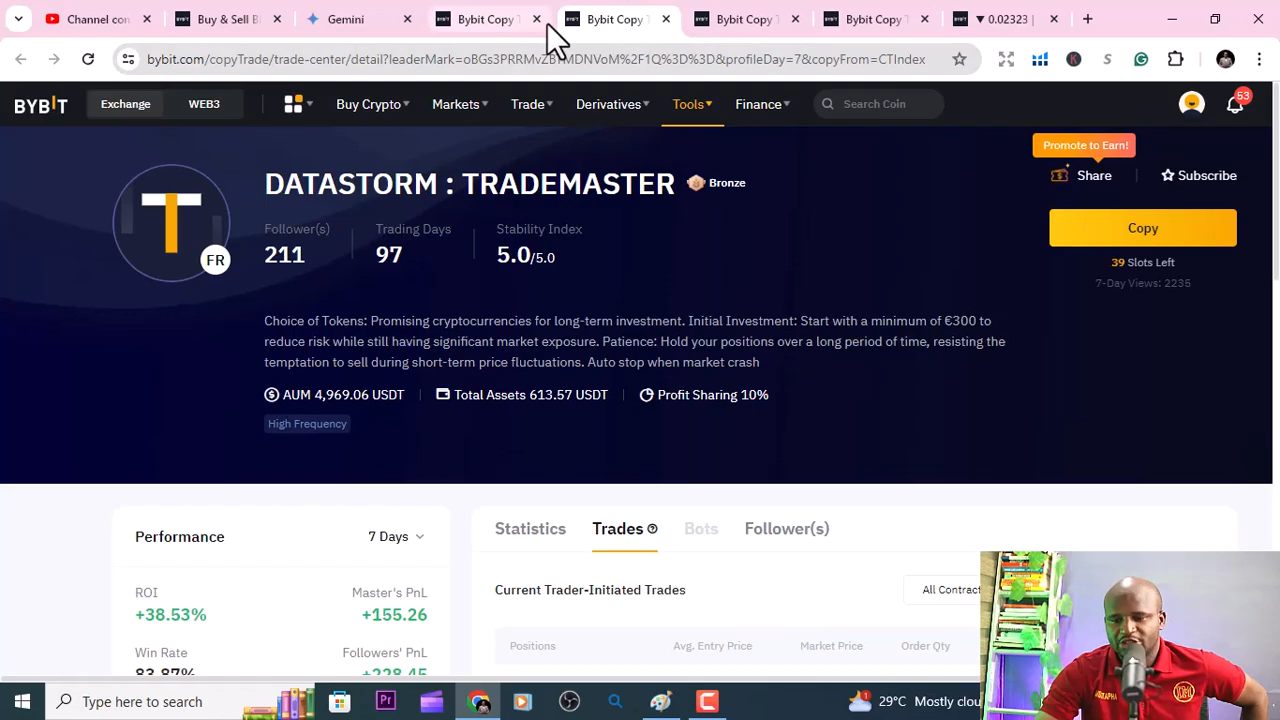 Channel co
Buy & Sell B
Gemini
Bybit Copy T
Bybit Copy T
Bybit Copy T
Bybit Copy T
▼ 0.02323 |
bybit.com/copyTrade/trade-center/detail?leaderMark=oBGs3PRRMvZB
MDNVoM%2F1Q%3D%3D&profileDay=7&copyFrom=CTIndex
BYBIT
Exchange
WEB3
Buy Crypto
Markets
Trade
Derivatives
Tools
Finance
Search Coin
53
Promote to Earn!
T
FR
DATASTORM : TRADEMASTER
Bronze
Share
Subscribe
Follower(s)
Trading Days
Stability Index
211
97
5.0/5.0
Copy
39 Slots Left
7-Day Views: 2235
Choice of Tokens: Promising cryptocurrencies for long-term investment. Initial Investment: Start with a minimum of €300 to
reduce risk while still having significant market exposure. Patience: Hold your positions over a long period of time, resisting the
temptation to sell during short-term price fluctuations. Auto stop when market crash
AUM 4,969.06 USDT
Total Assets 613.57 USDT
Profit Sharing 10%
High Frequency
Performance
7 Days
Statistics
Trades
Bots
Follower(s)
ROI
Master's PnL
+38.53%
+155.26
Win Rate
Followers' PnL
83.87%
+228.45
Current Trader-Initiated Trades
All Contract
Positions
Avg. Entry Price
Market Price
Order Qty
Type here to search
Pr
1
29°C Mostly clou